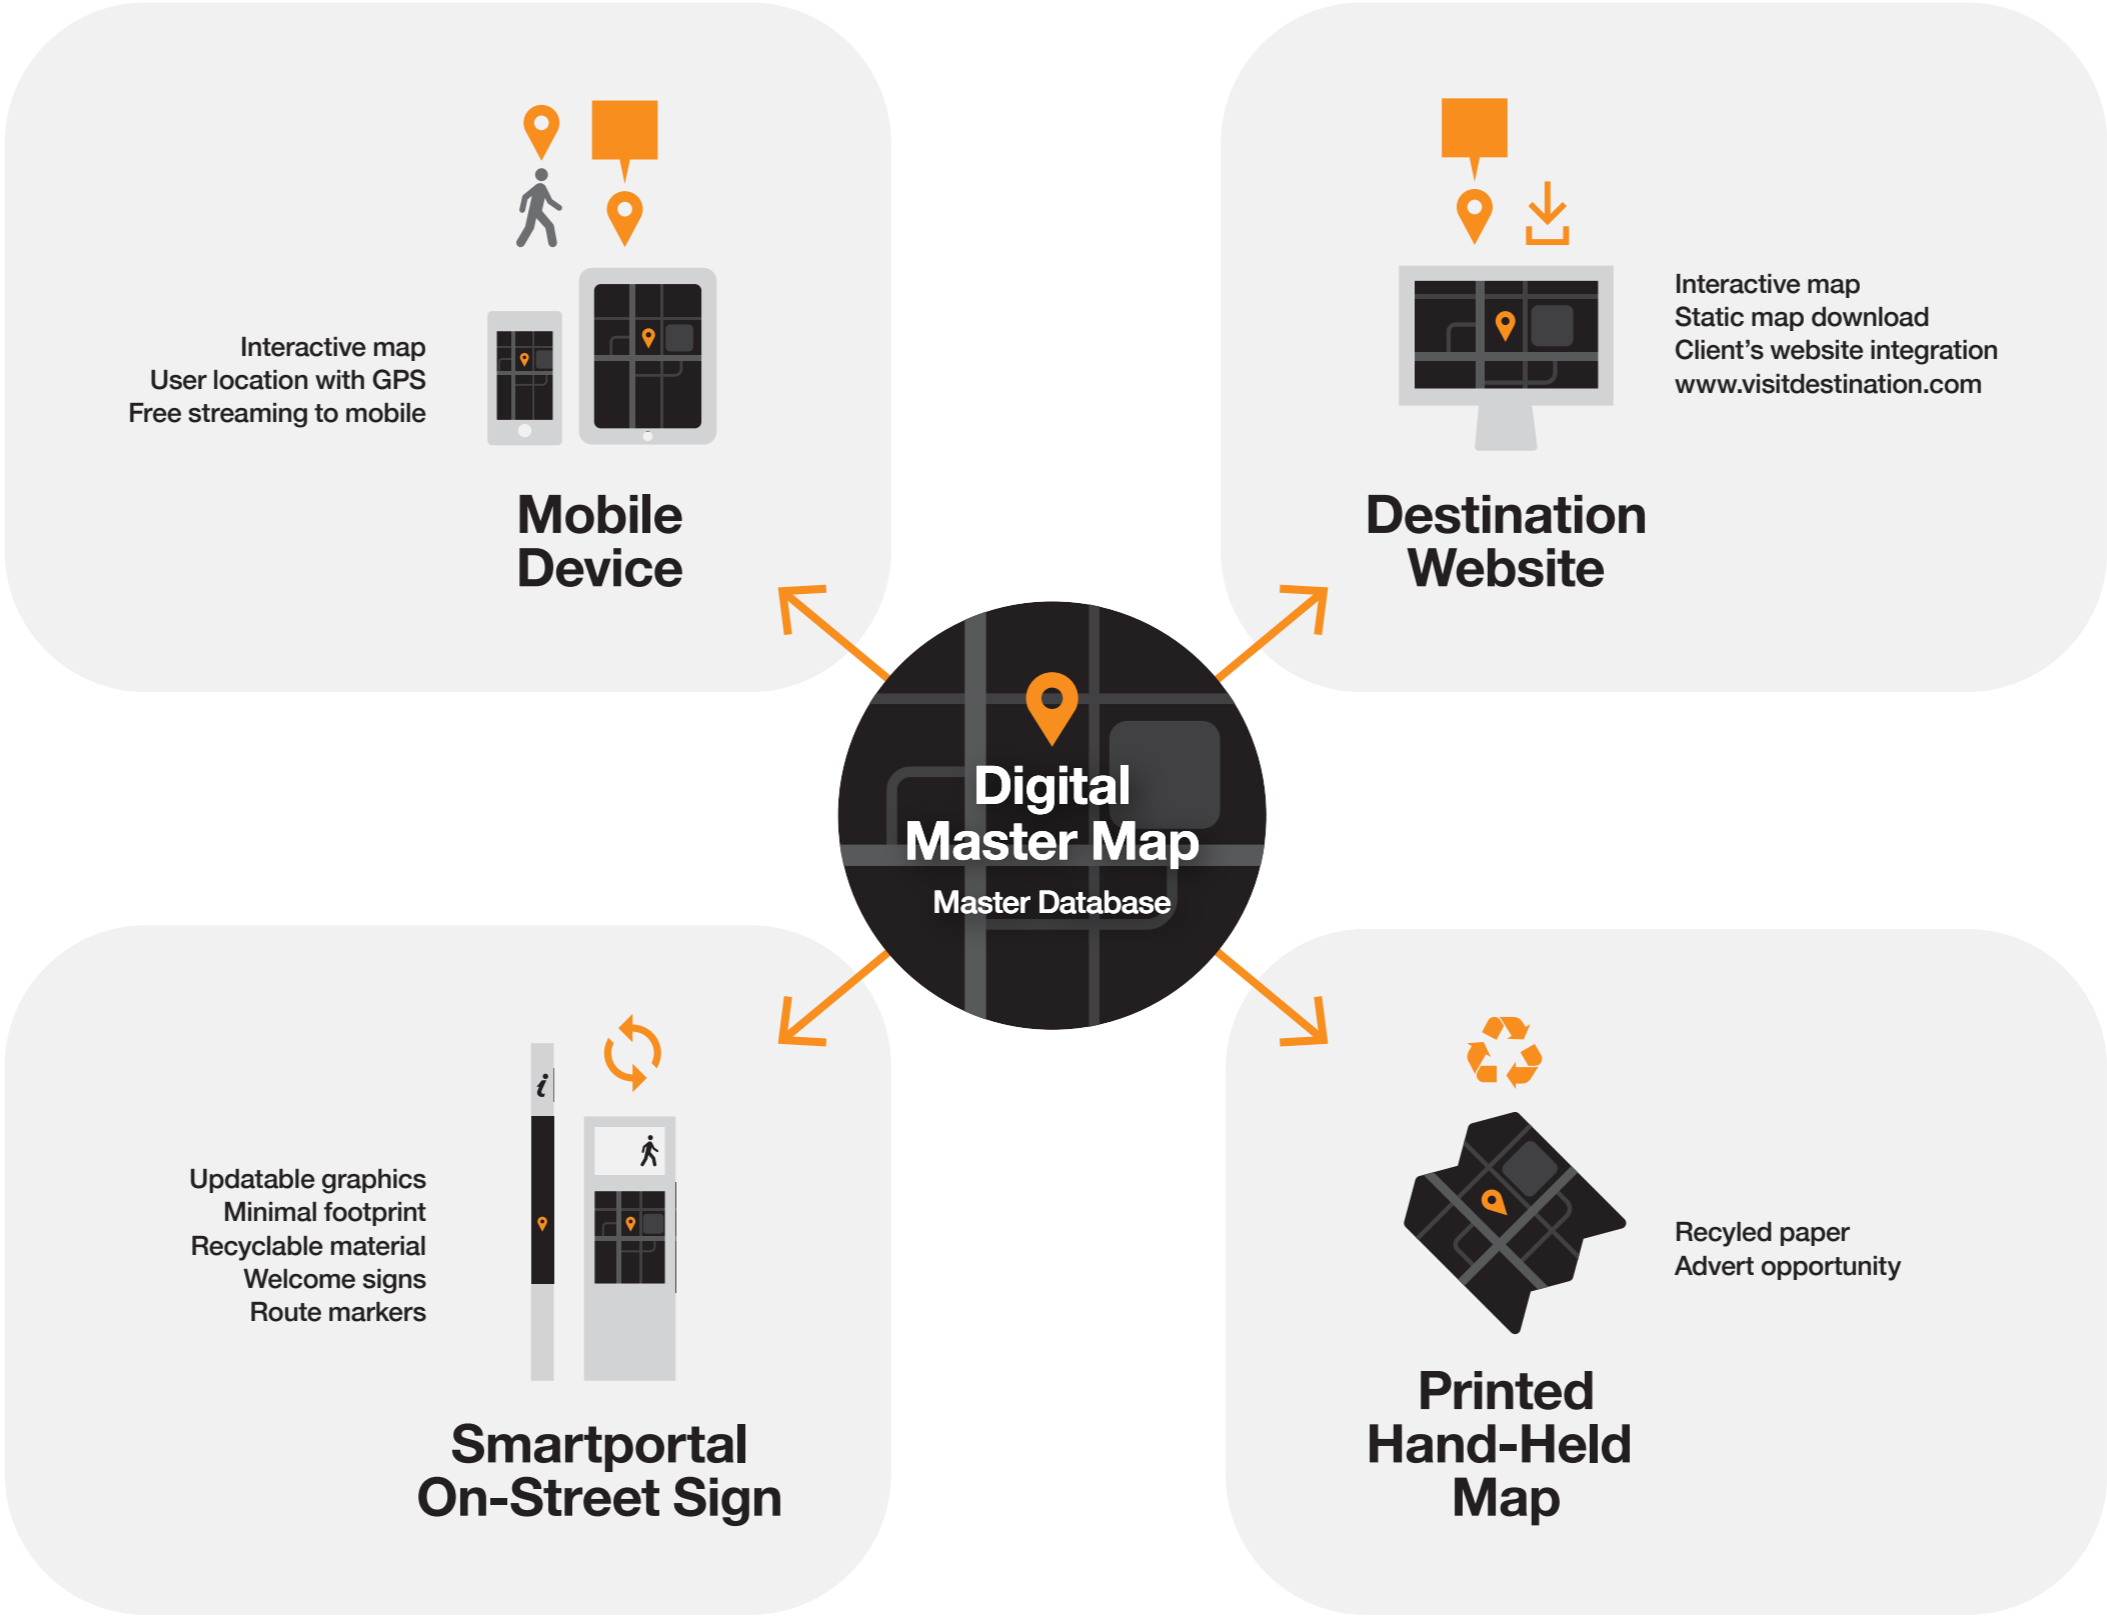 Interactive map
User location with GPS
Free streaming to mobile
Mobile
Device
Interactive map
Static map download
Client's website integration
www.visitdestination.com
Destination
Website
Digital
Master Map
Master Database
i
Updatable graphics
Minimal footprint
Recyclable material
Welcome signs
Route markers
Smartportal
On-Street Sign
Recyled paper
Advert opportunity
Printed
Hand-Held
Map